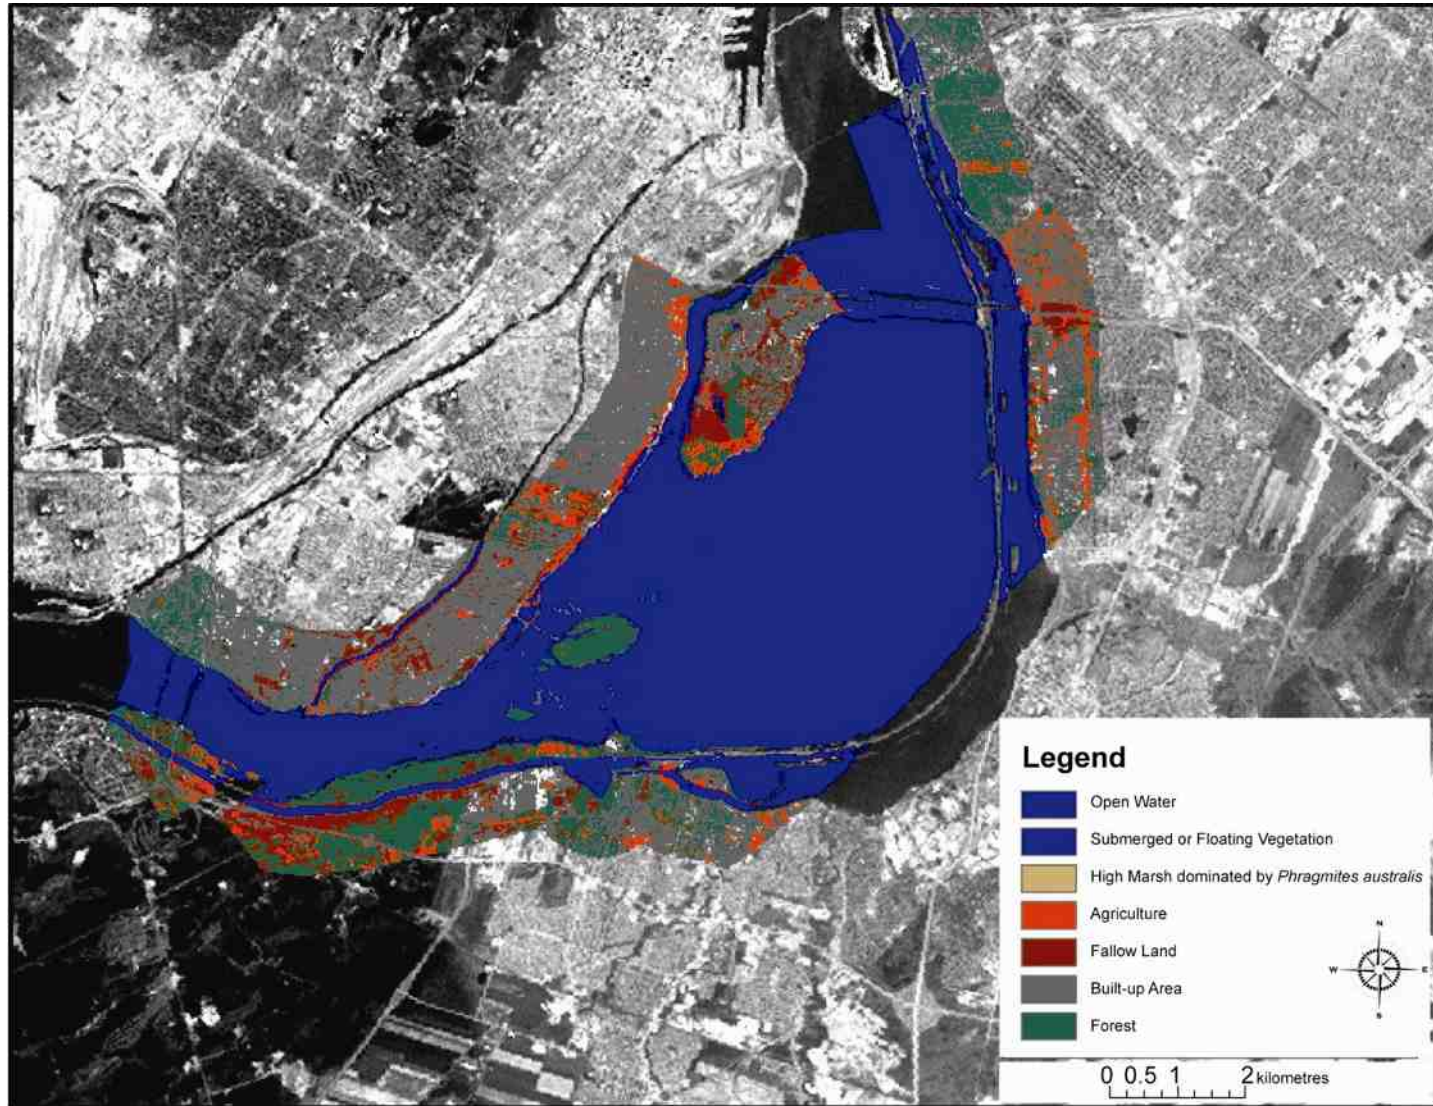 Legend
Open Water
Submerged or Floating Vegetation
High Marsh dominated by Phragmites australis
Agriculture
Fallow Land
Built-up Area
Forest
N
W E
S
0 0.5 1 2 kilometres